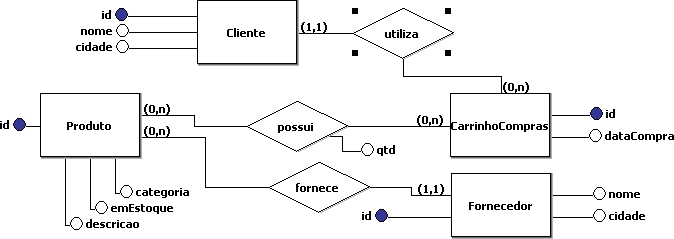 id
nome
cidade
Cliente
(1,1)
utiliza
(0,n)
id
Produto
(0,n)
(0,n)
possui
qtd
(0,n)
CarrinhoCompras
id
dataCompra
categoria
emEstoque
descricao
fornece
(1,1)
id
Fornecedor
nome
cidade